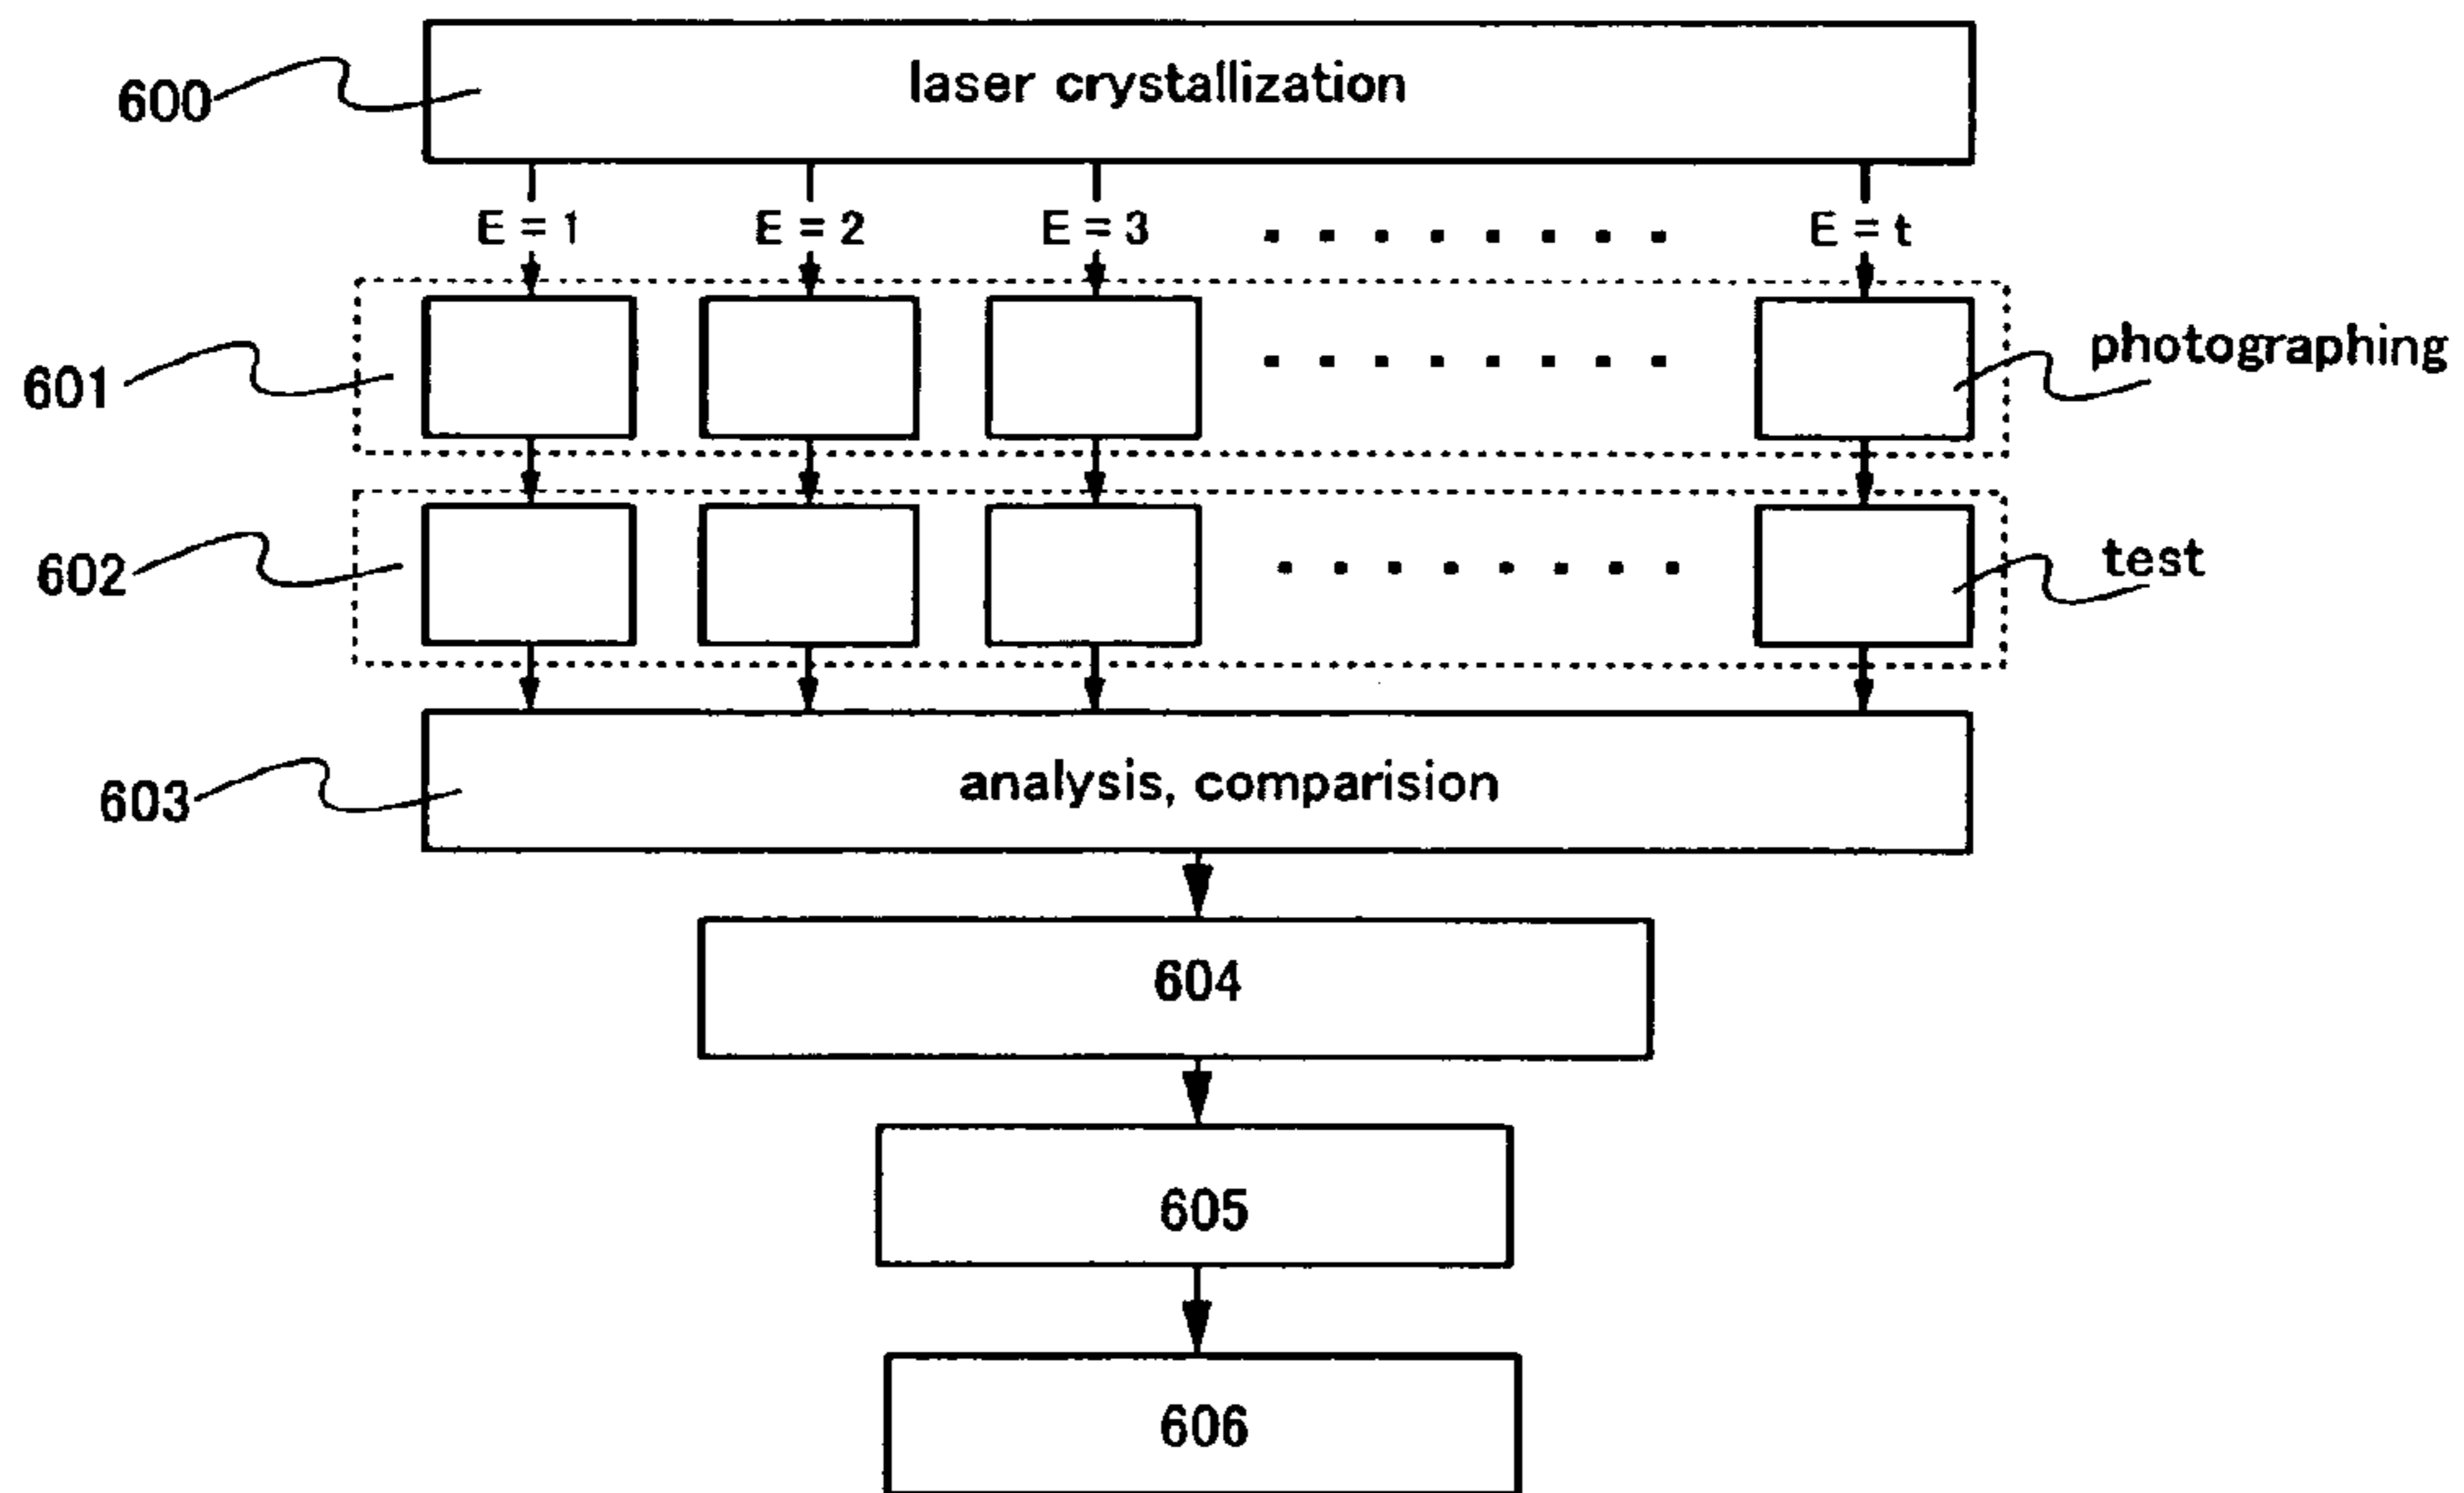 600
laser crystallization
E = 1
E = 2
E = 3
E = t
601
photographing
602
test
603
analysis, comparision
604
605
606